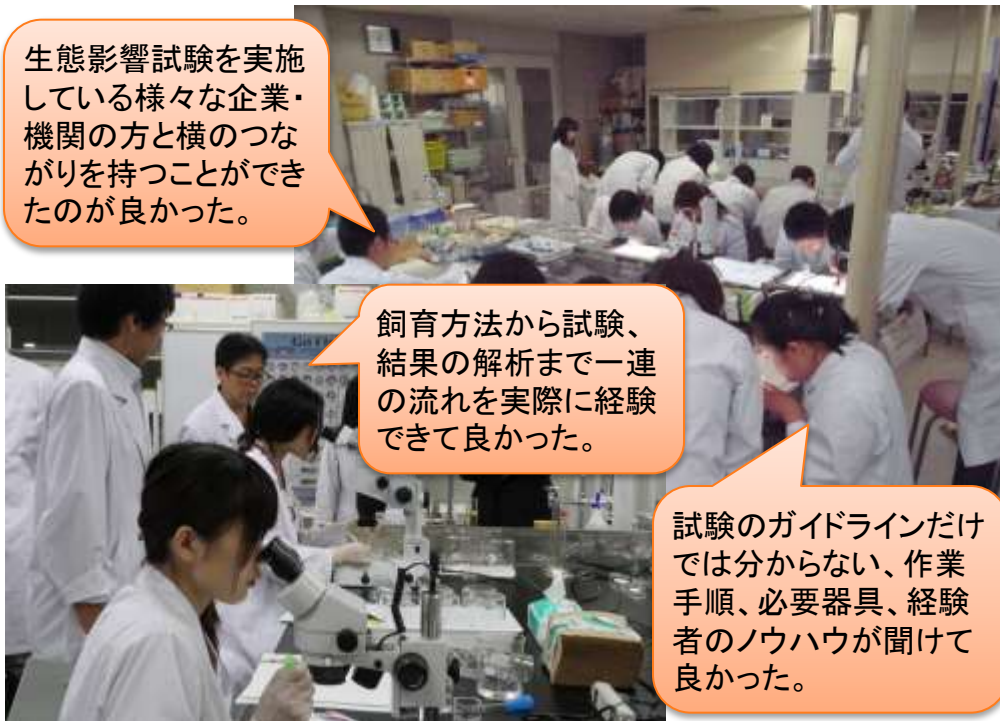 生態影響試験を実施
している様々な企業・
機関の方と横のつな
がりを持つことができ
たのが良かった。
飼育方法から試験、
結果の解析まで一連
の流れを実際に経験
できて良かった。
試験のガイドラインだけ
では分からない、作業
手順、必要器具、経験
者のノウハウが聞けて
良かった。